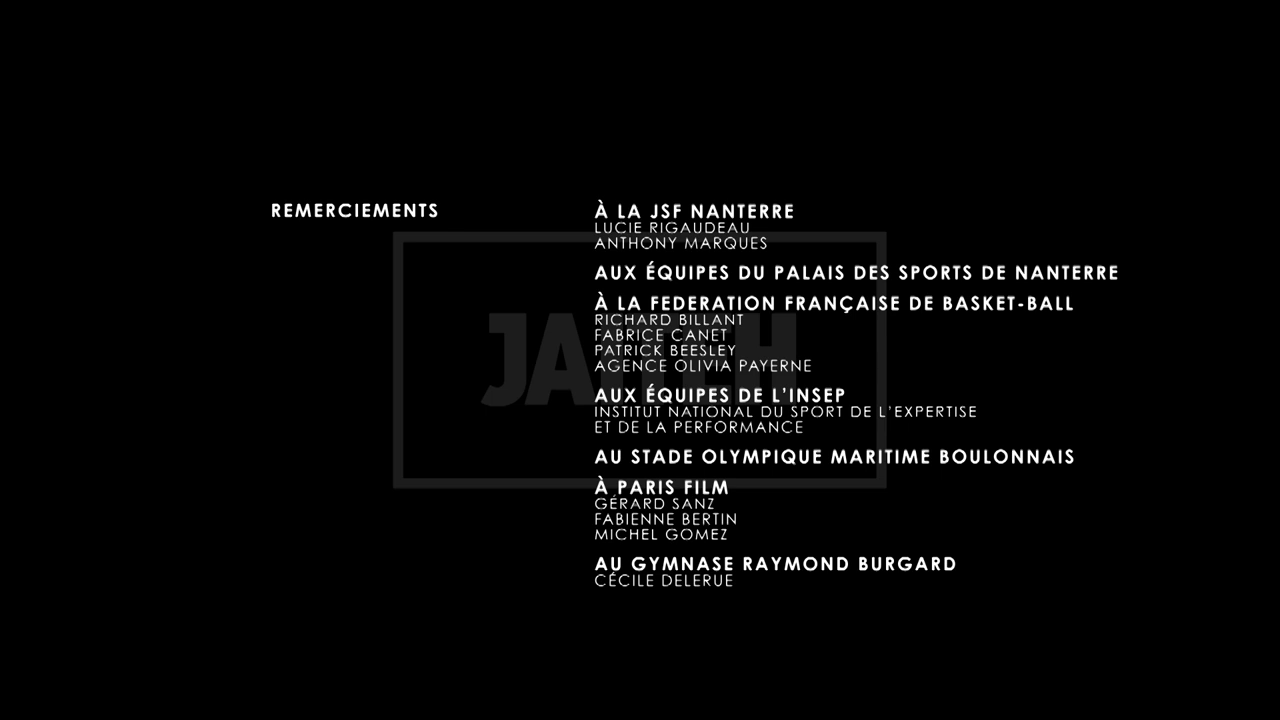 REMERCIEMENTS
À LA JSF NANTERRE
LUCIE RIGAUDEAU
ANTHONY MARQUES
AUX ÉQUIPES DU PALAIS DES SPORTS DE NANTERRE
À LA FEDERATION FRANÇAISE DE BASKET-BALL
RICHARD BILLANT
FABRICE CANET
PATRICK BEESLEY
AGENCE OLIVIA PAYERNE
AUX ÉQUIPES DE L'INSEP
INSTITUT NATIONAL DU SPORT DE L'EXPERTISE
ET DE LA PERFORMANCE
AU STADE OLYMPIQUE MARITIME BOULONNAIS
À PARIS FILM
GÉRARD SANZ
FABIENNE BERTIN
MICHEL GOMEZ
AU GYMNASE RAYMOND BURGARD
CÉCILE DELERUE